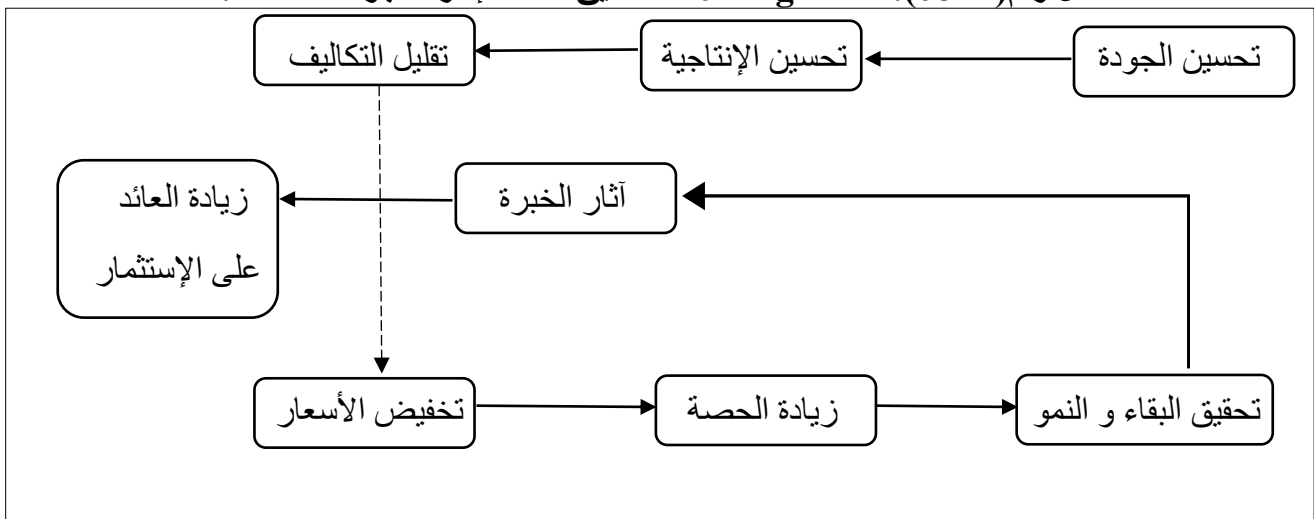 تحسين الجودة
تحسين الإنتاجية
تقليل التكاليف
آثار الخبرة
زيادة العائد
على الإستثمار
تخفيض الأسعار
زيادة الحصة
تحقيق البقاء و النمو